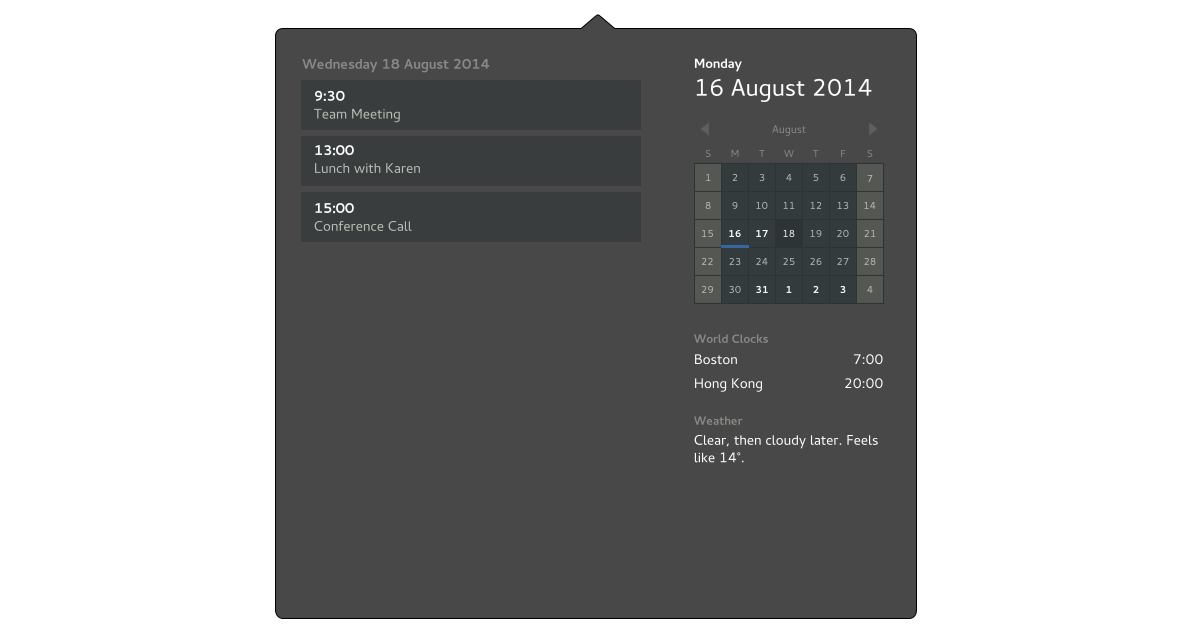 Wednesday 18 August 2014
9:30
Team Meeting
13:00
Lunch with Karen
15:00
Conference Call
Monday
16 August 2014
August
S M T W T F S
1 2 3 4 5 6 7
8 9 10 11 12 13 14
15 16 17 18 19 20 21
22 23 24 25 26 27 28
29 30 31 1 2 3 4
World Clocks
Boston 7:00
Hong Kong 20:00
Weather
Clear, then cloudy later. Feels
like 14°.